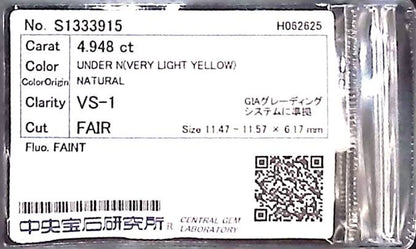 No. S1333915 H062625
Carat 4.948 ct
Color UNDER N(VERY LIGHT YELLOW)
ColorOrigin NATURAL
Clarity VS-1 GIAグレーディング
システムに準拠
Cut FAIR Size 11.47 - 11.57 × 6.17 mm
Fluo. FAINT
中央宝石研究所® CENTRAL GEM
LABORATORY